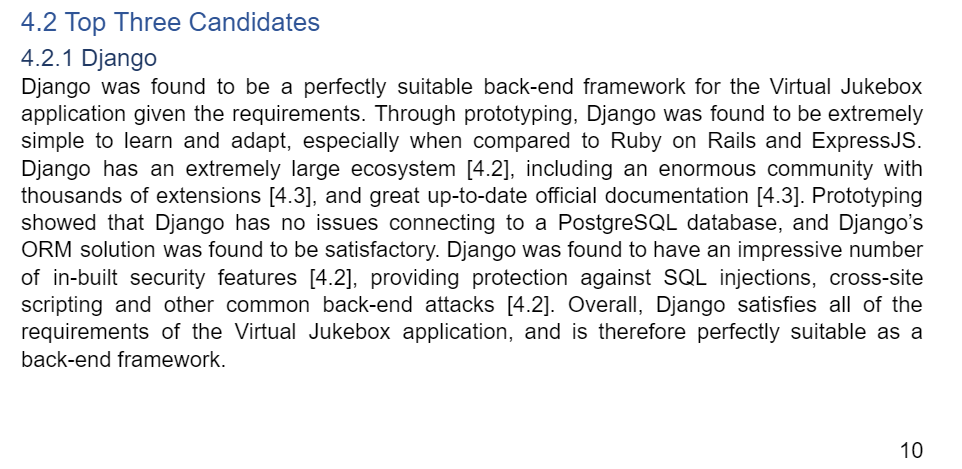 4.2 Top Three Candidates
4.2.1 Django
Django was found to be a perfectly suitable back-end framework for the Virtual Jukebox
application given the requirements. Through prototyping, Django was found to be extremely
simple to learn and adapt, especially when compared to Ruby on Rails and ExpressJS.
Django has an extremely large ecosystem [4.2], including an enormous community with
thousands of extensions [4.3], and great up-to-date official documentation [4.3]. Prototyping
showed that Django has no issues connecting to a PostgreSQL database, and Django’s
ORM solution was found to be satisfactory. Django was found to have an impressive number
of in-built security features [4.2], providing protection against SQL injections, cross-site
scripting and other common back-end attacks [4.2]. Overall, Django satisfies all of the
requirements of the Virtual Jukebox application, and is therefore perfectly suitable as a
back-end framework.
10